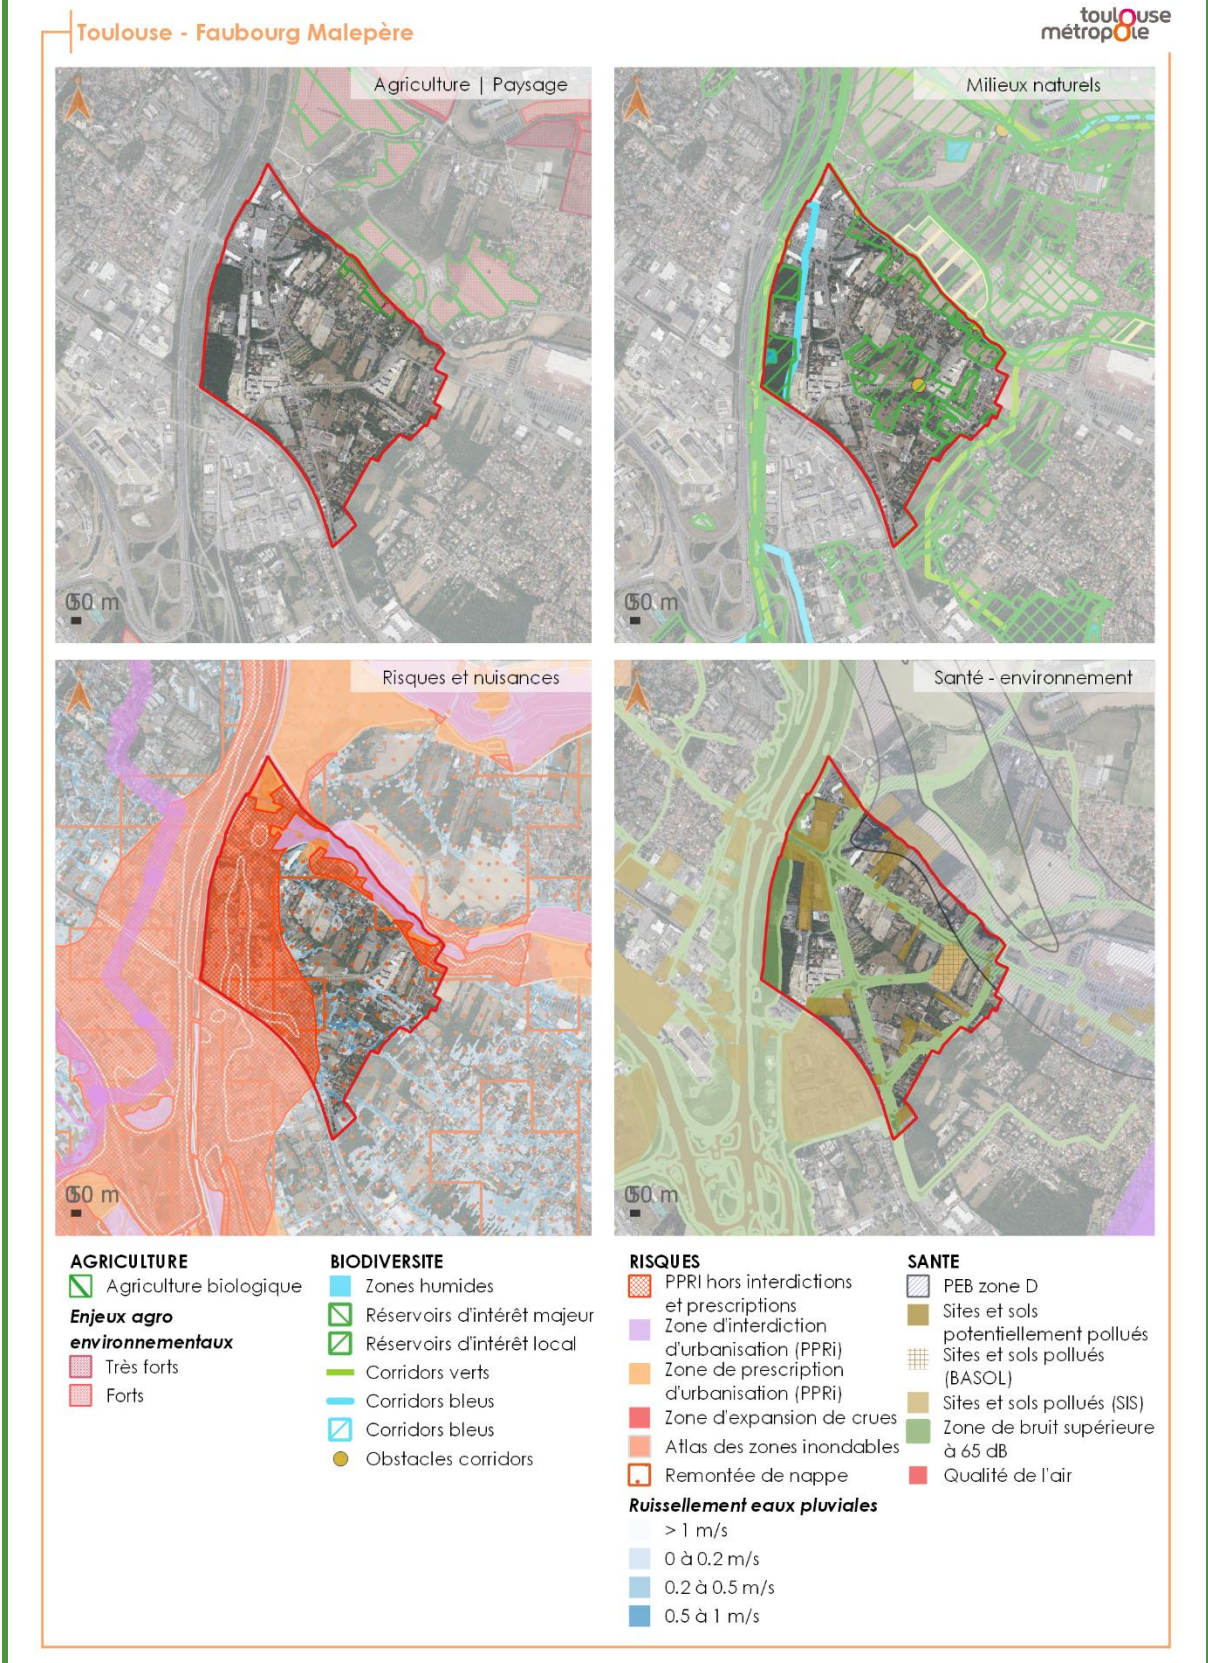 Toulouse - Faubourg Malepère
toulouse
métropole
Agriculture | Paysage
Milieux naturels
50 m
50 m
Risques et nuisances
Santé - environnement
50 m
50 m
AGRICULTURE
Agriculture biologique
Enjeux agro
environnementaux
Très forts
Forts
BIODIVERSITE
Zones humides
Réservoirs d'intérêt majeur
Réservoirs d'intérêt local
Corridors verts
Corridors bleus
Corridors bleus
Obstacles corridors
RISQUES
PPRI hors interdictions
et prescriptions
Zone d'interdiction
d'urbanisation (PPRi)
Zone de prescription
d'urbanisation (PPRi)
Zone d'expansion de crues
Atlas des zones inondables
Remontée de nappe
Ruissellement eaux pluviales
> 1 m/s
0 à 0.2 m/s
0.2 à 0.5 m/s
0.5 à 1 m/s
SANTE
PEB zone D
Sites et sols
potentiellement pollués
Sites et sols pollués
(BASOL)
Sites et sols pollués (SIS)
Zone de bruit supérieure
à 65 dB
Qualité de l'air